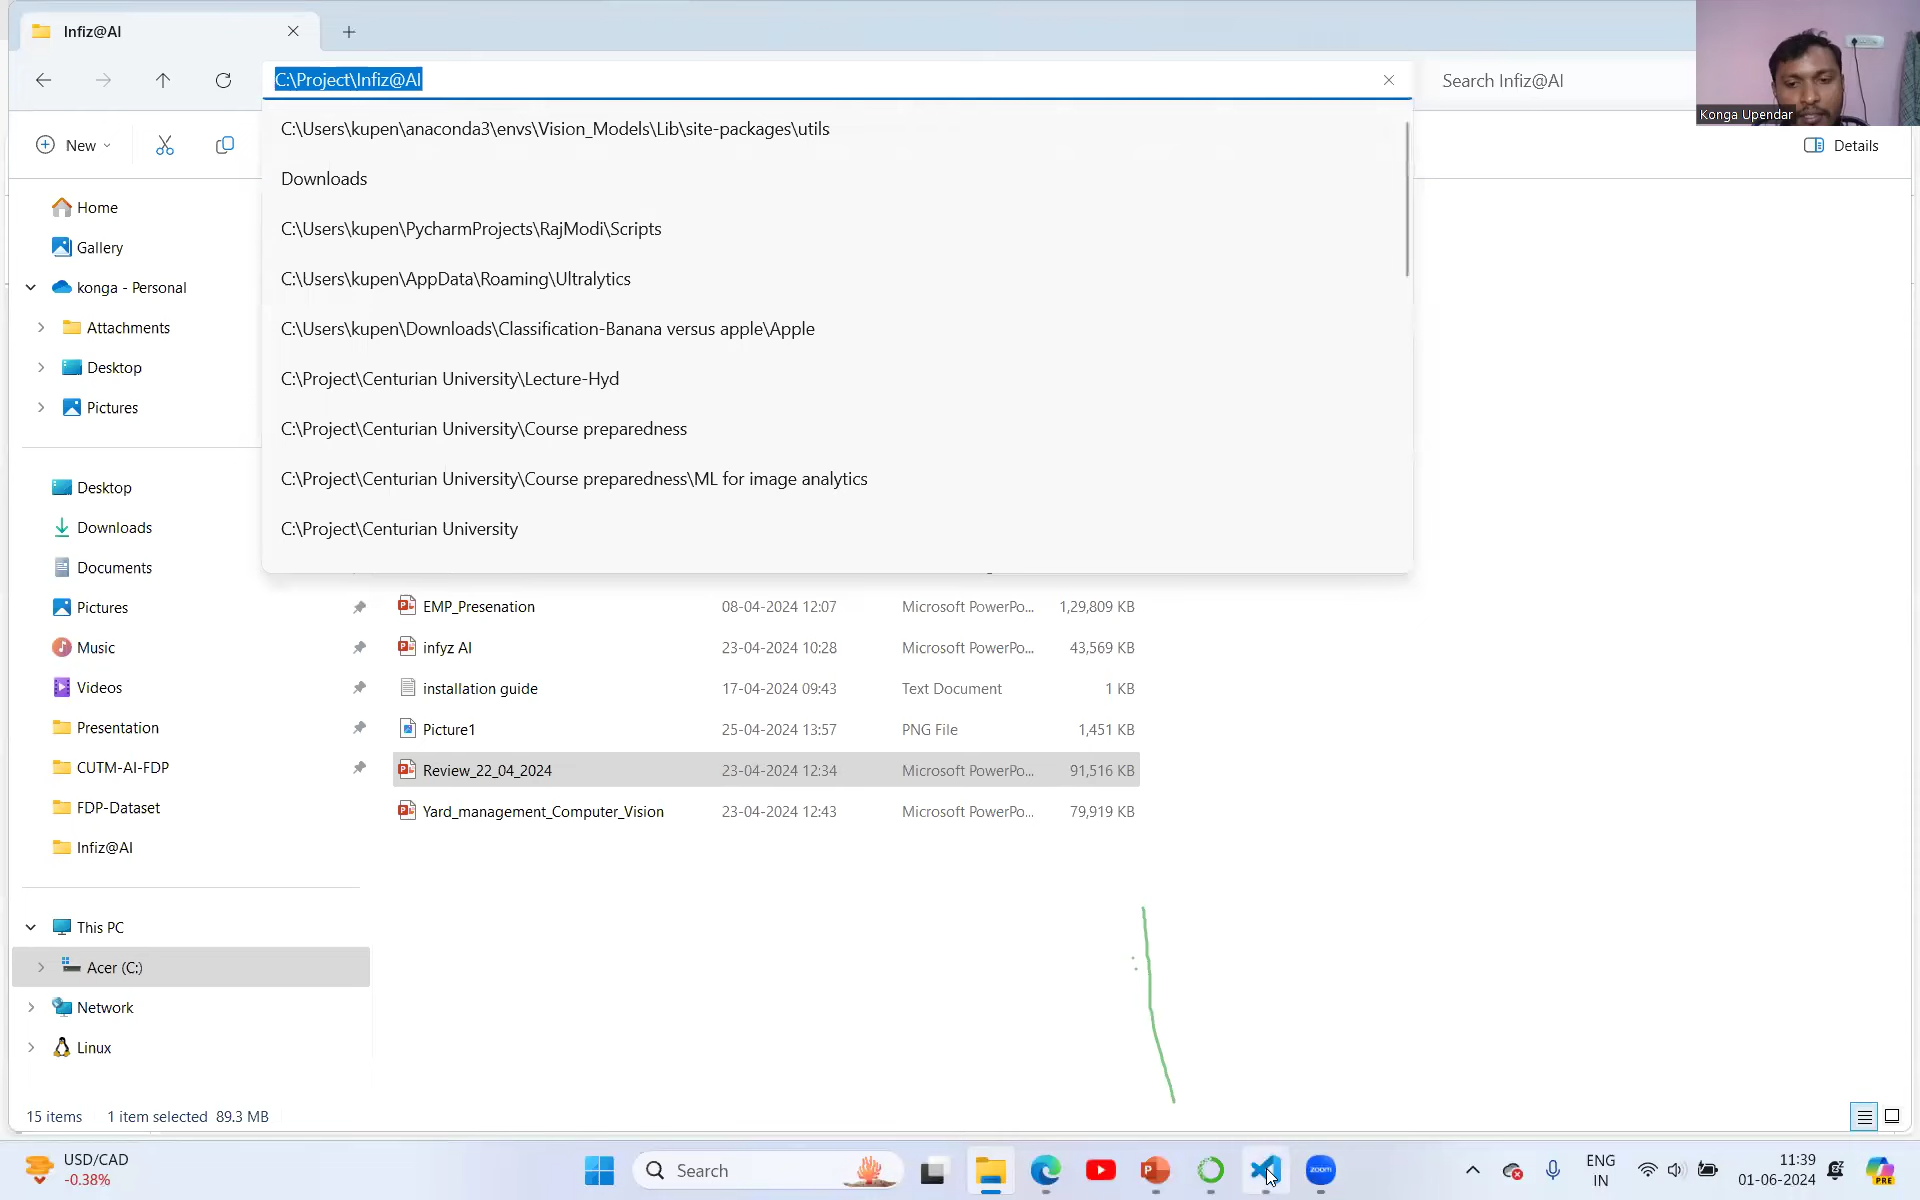 Infiz@AI
C:\Project\Infiz@AI
Search Infiz@AI
Konga Upendar
New
Details
C:\Users\kupen\anaconda3\envs\Vision_Models\Lib\site-packages\utils
Downloads
C:\Users\kupen\PycharmProjects\RajModi\Scripts
C:\Users\kupen\AppData\Roaming\Ultralytics
C:\Users\kupen\Downloads\Classification-Banana versus apple\Apple
C:\Project\Centurian University\Lecture-Hyd
C:\Project\Centurian University\Course preparedness
C:\Project\Centurian University\Course preparedness\ML for image analytics
C:\Project\Centurian University
Home
Gallery
konga - Personal
Attachments
Desktop
Pictures
Desktop
Downloads
Documents
Pictures
Music
Videos
Presentation
CUTM-AI-FDP
FDP-Dataset
Infiz@AI
This PC
Acer (C:)
Network
Linux
EMP_Presenation 08-04-2024 12:07 Microsoft PowerPo... 1,29,809 KB
infyz AI 23-04-2024 10:28 Microsoft PowerPo... 43,569 KB
installation guide 17-04-2024 09:43 Text Document 1 KB
Picture1 25-04-2024 13:57 PNG File 1,451 KB
Review_22_04_2024 23-04-2024 12:34 Microsoft PowerPo... 91,516 KB
Yard_management_Computer_Vision 23-04-2024 12:43 Microsoft PowerPo... 79,919 KB
15 items 1 item selected 89.3 MB
USD/CAD
-0.38%
Search
zoom
ENG
IN
11:39
01-06-2024
PRE